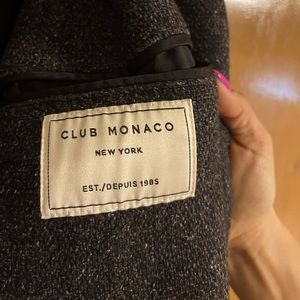 CLUB MONACO
NEW YORK
EST./DEPUIS 1985